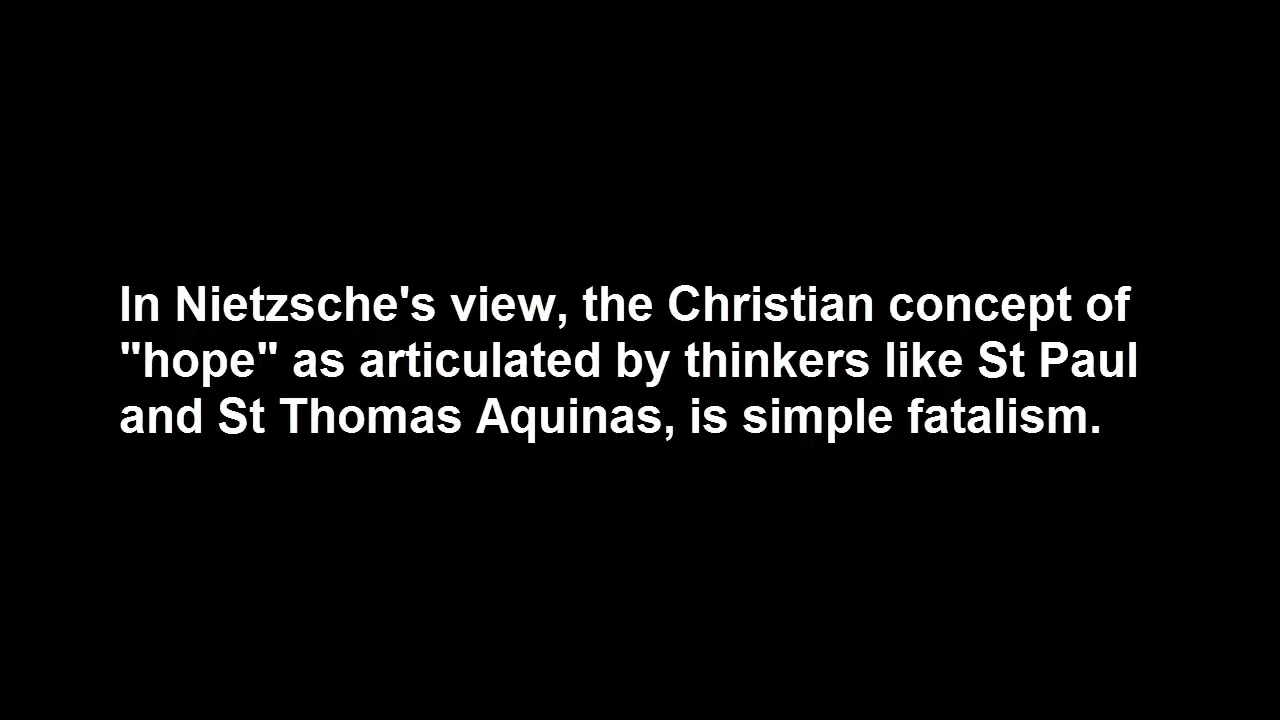 In Nietzsche's view, the Christian concept of
"hope" as articulated by thinkers like St Paul
and St Thomas Aquinas, is simple fatalism.